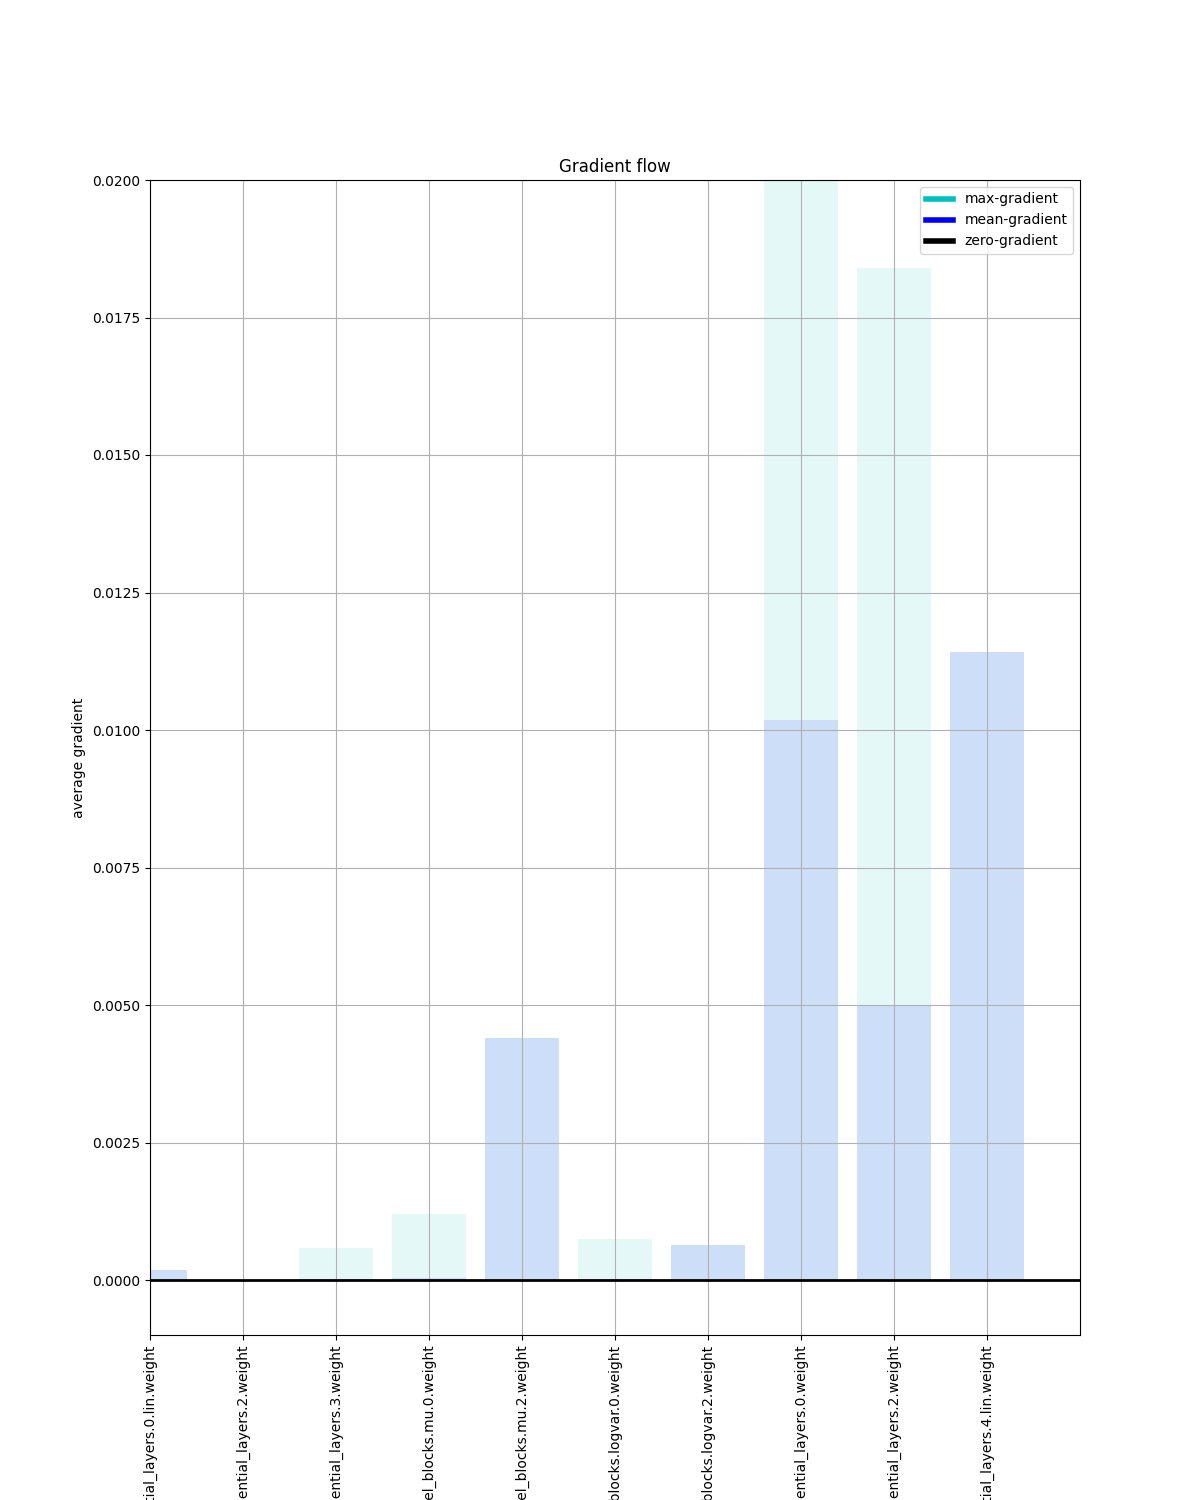 Gradient flow
max-gradient
mean-gradient
zero-gradient
0.0200
0.0175
0.0150
0.0125
0.0100
0.0075
0.0050
0.0025
0.0000
average gradient
tial_layers.0.lin.weight
ential_layers.2.weight
ential_layers.3.weight
el_blocks.mu.0.weight
el_blocks.mu.2.weight
blocks.logvar.0.weight
blocks.logvar.2.weight
ential_layers.0.weight
ential_layers.2.weight
tial_layers.4.lin.weight